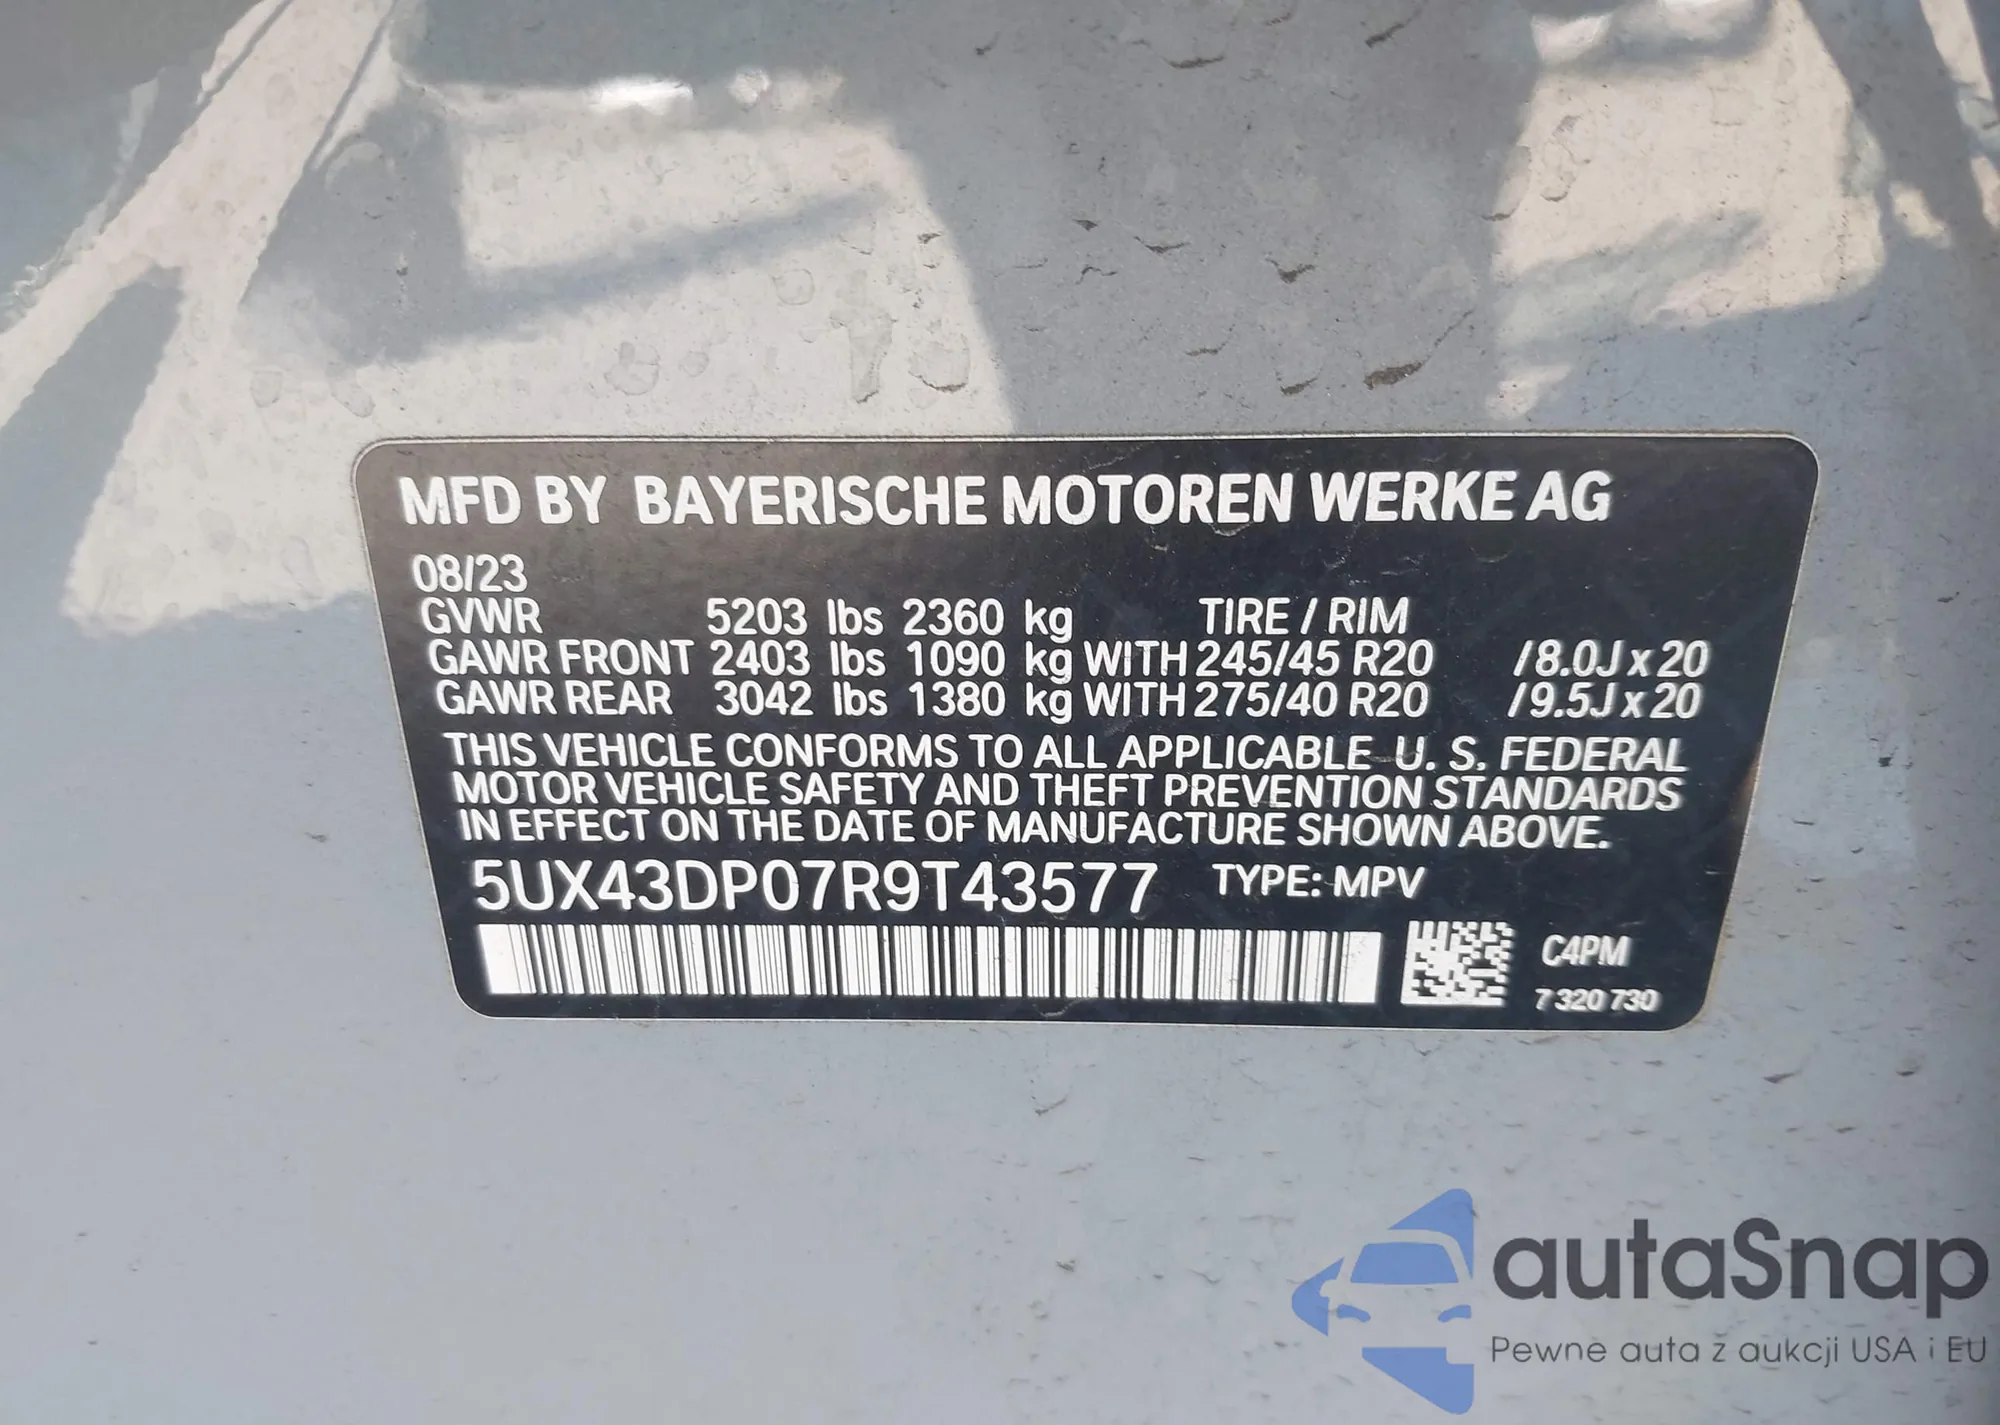 MFD BY BAYERISCHE MOTOREN WERKE AG
08/23
GVWR 5203 lbs 2360 kg TIRE / RIM
GAWR FRONT 2403 lbs 1090 kg WITH 245/45 R20 /8.0J x 20
GAWR REAR 3042 lbs 1380 kg WITH 275/40 R20 /9.5J x 20
THIS VEHICLE CONFORMS TO ALL APPLICABLE U. S. FEDERAL
MOTOR VEHICLE SAFETY AND THEFT PREVENTION STANDARDS
IN EFFECT ON THE DATE OF MANUFACTURE SHOWN ABOVE.
5UX43DP07R9T43577 TYPE: MPV
C4PM
7 320 730
autaSnap
Pewne auta z aukcji USA i EU